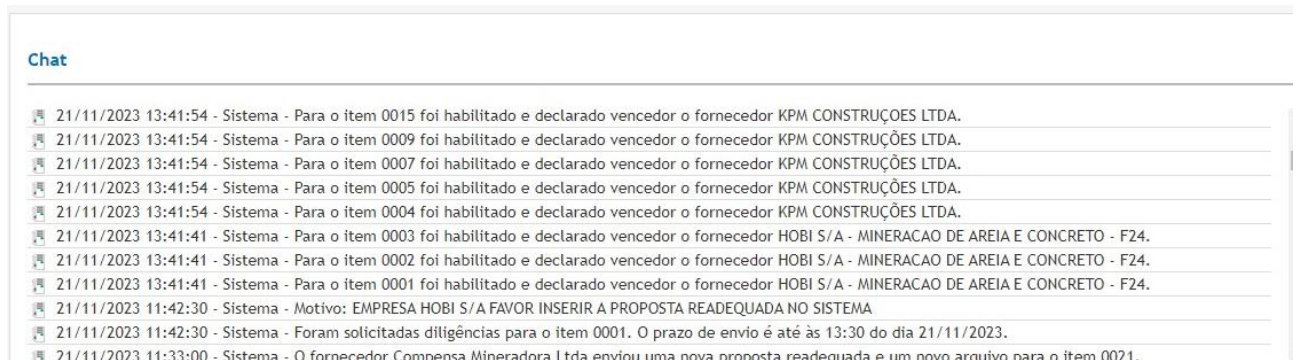 Chat
21/11/2023 13:41:54 - Sistema - Para o item 0015 foi habilitado e declarado vencedor o fornecedor KPM CONSTRUÇOES LTDA.
21/11/2023 13:41:54 - Sistema - Para o item 0009 foi habilitado e declarado vencedor o fornecedor KPM CONSTRUÇÕES LTDA.
21/11/2023 13:41:54 - Sistema - Para o item 0007 foi habilitado e declarado vencedor o fornecedor KPM CONSTRUÇÕES LTDA.
21/11/2023 13:41:54 - Sistema - Para o item 0005 foi habilitado e declarado vencedor o fornecedor KPM CONSTRUÇÕES LTDA.
21/11/2023 13:41:54 - Sistema - Para o item 0004 foi habilitado e declarado vencedor o fornecedor KPM CONSTRUÇÕES LTDA.
21/11/2023 13:41:41 - Sistema - Para o item 0003 foi habilitado e declarado vencedor o fornecedor HOBI S/A - MINERACAO DE AREIA E CONCRETO - F24.
21/11/2023 13:41:41 - Sistema - Para o item 0002 foi habilitado e declarado vencedor o fornecedor HOBI S/A - MINERACAO DE AREIA E CONCRETO - F24.
21/11/2023 13:41:41 - Sistema - Para o item 0001 foi habilitado e declarado vencedor o fornecedor HOBI S/A - MINERACAO DE AREIA E CONCRETO - F24.
21/11/2023 11:42:30 - Sistema - Motivo: EMPRESA HOBI S/A FAVOR INSERIR A PROPOSTA READEQUADA NO SISTEMA
21/11/2023 11:42:30 - Sistema - Foram solicitadas diligências para o item 0001. O prazo de envio é até às 13:30 do dia 21/11/2023.
21/11/2023 11:33:00 - Sistema - O fornecedor Compensa Mineradora Ltda enviou uma nova proposta readequada e um novo arquivo para o item 0021.